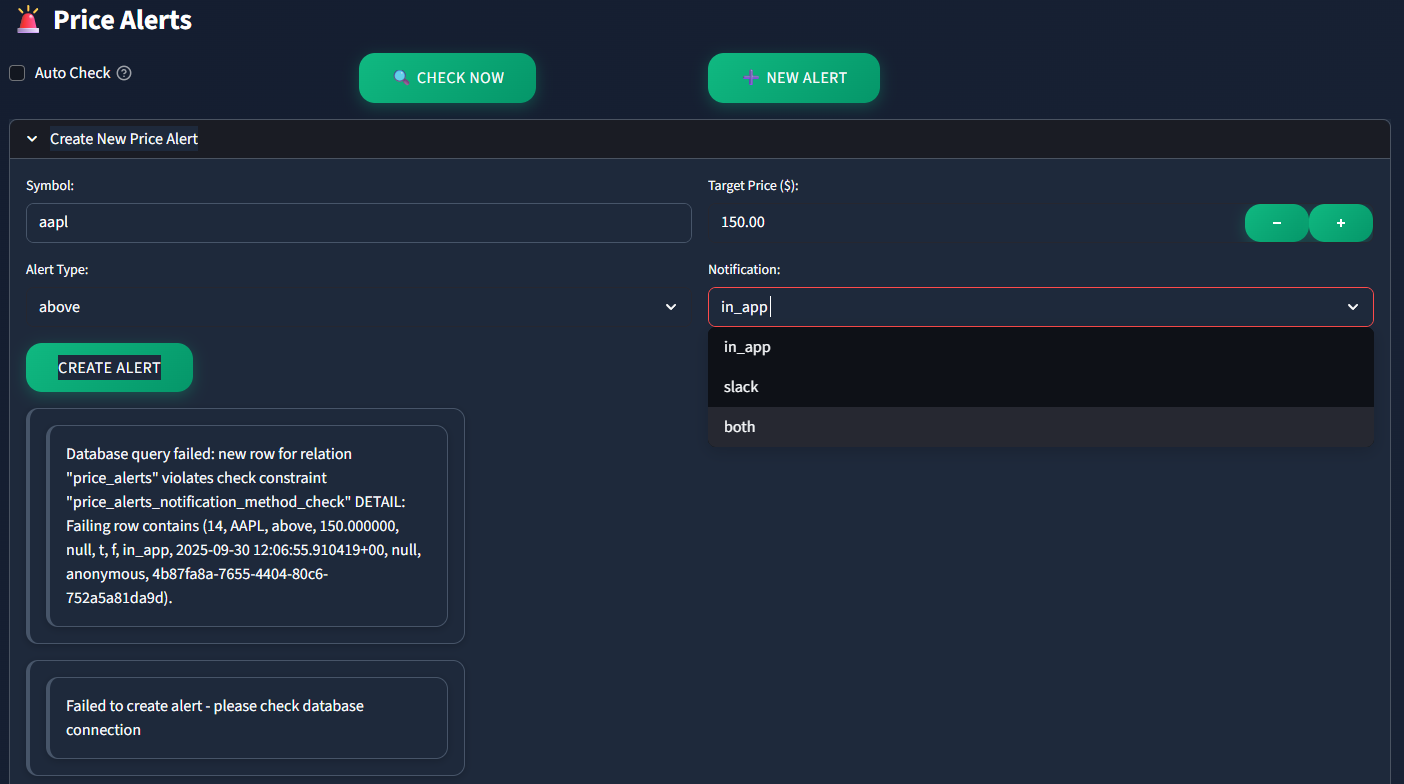 Price Alerts
Auto Check
CHECK NOW
NEW ALERT
Create New Price Alert
Symbol:
aapl
Target Price ($):
150.00
Alert Type:
above
Notification:
in_app
in_app
slack
both
CREATE ALERT
Database query failed: new row for relation
"price_alerts" violates check constraint
"price_alerts_notification_method_check" DETAIL:
Failing row contains (14, AAPL, above, 150.000000,
null, t, f, in_app, 2025-09-30 12:06:55.910419+00, null,
anonymous, 4b87fa8a-7655-4404-80c6-
752a5a81da9d).
Failed to create alert - please check database
connection